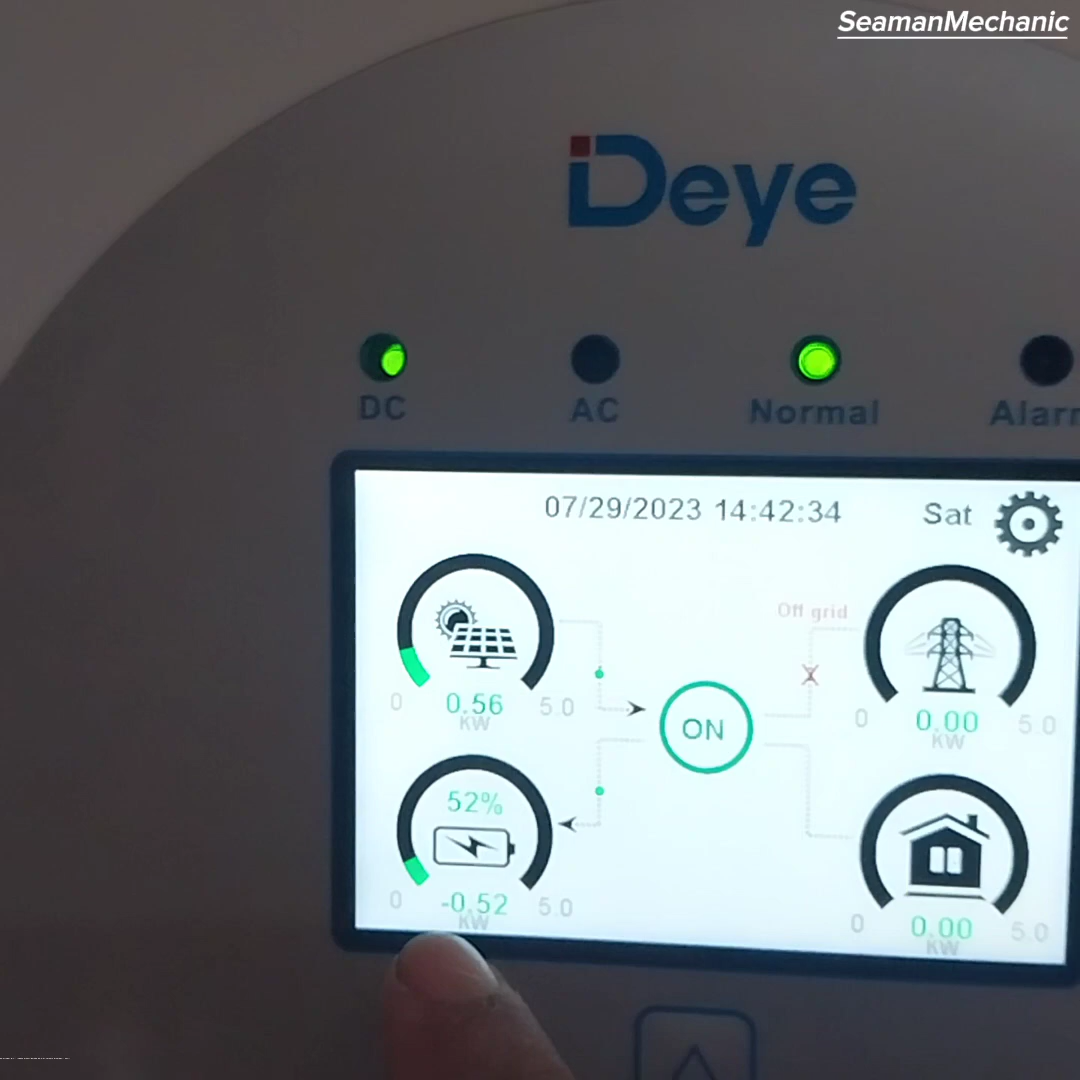 SeamanMechanic
Deye
DC AC Normal Alarm
07/29/2023 14:42:34 Sat
Off grid
0 0.56 5.0
KW
0 0.00 5.0
KW
ON
52%
0 -0.52 5.0
KW
0 0.00 5.0
KW